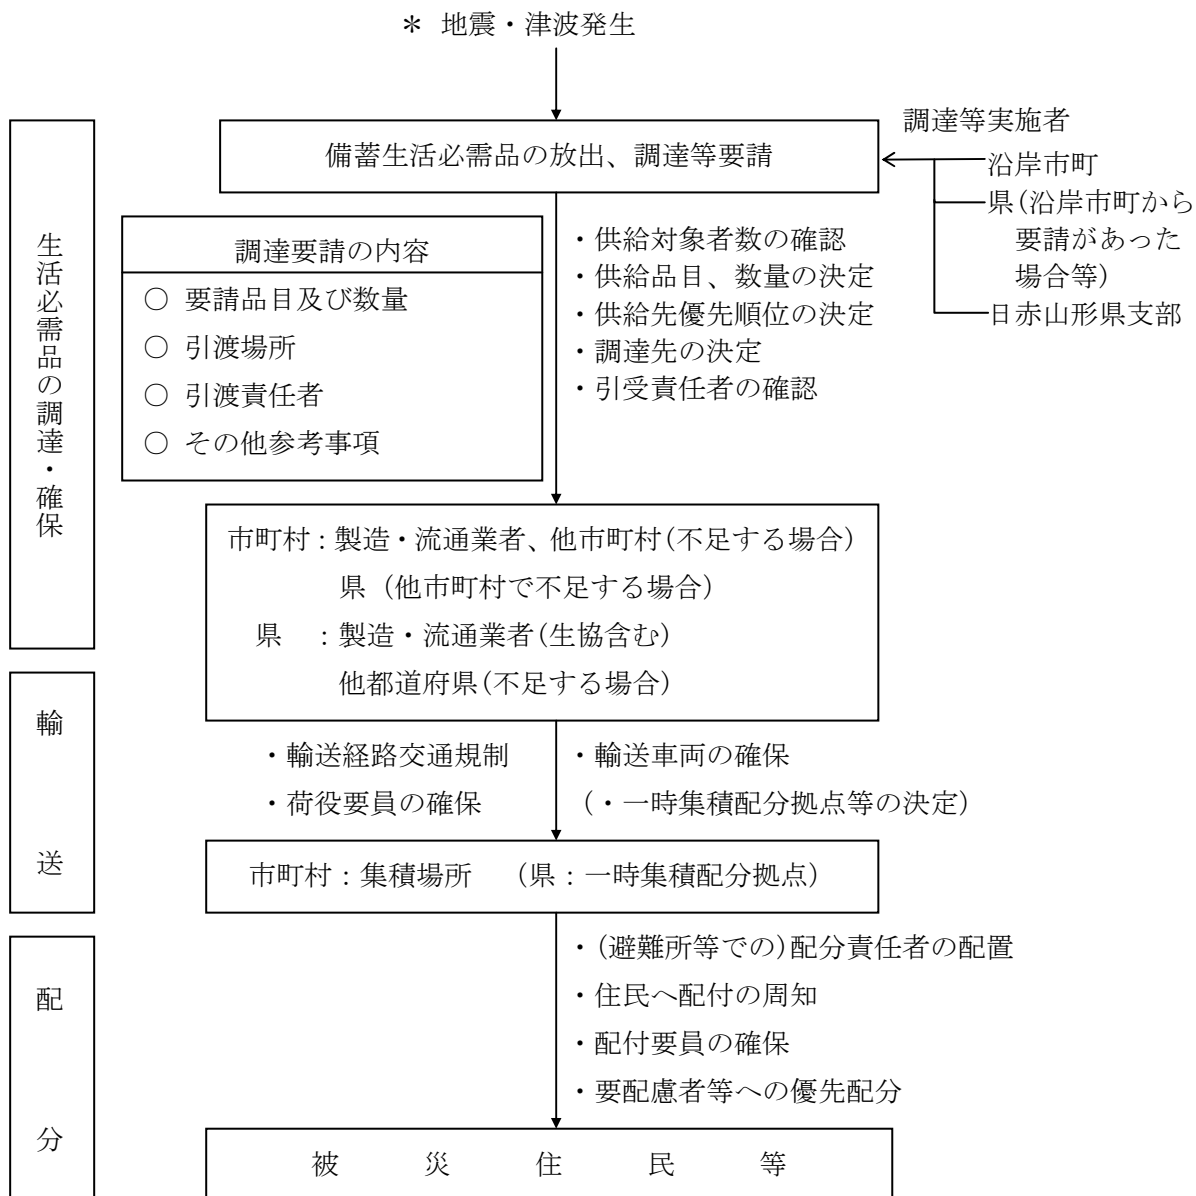 ＊ 地震・津波発生
調達等実施者
備蓄生活必需品の放出、調達等要請
沿岸市町
県(沿岸市町から
要請があった
場合等)
日赤山形県支部
生活必需品の調達・確保
調達要請の内容
○ 要請品目及び数量
○ 引渡場所
○ 引渡責任者
○ その他参考事項
・供給対象者数の確認
・供給品目、数量の決定
・供給先優先順位の決定
・調達先の決定
・引受責任者の確認
市町村：製造・流通業者、他市町村(不足する場合)
県 (他市町村で不足する場合)
県 ：製造・流通業者(生協含む)
他都道府県(不足する場合)
輸送
・輸送経路交通規制
・荷役要員の確保
・輸送車両の確保
(・一時集積配分拠点等の決定)
市町村：集積場所 (県：一時集積配分拠点)
配分
・(避難所等での)配分責任者の配置
・住民へ配付の周知
・配付要員の確保
・要配慮者等への優先配分
被災住民等